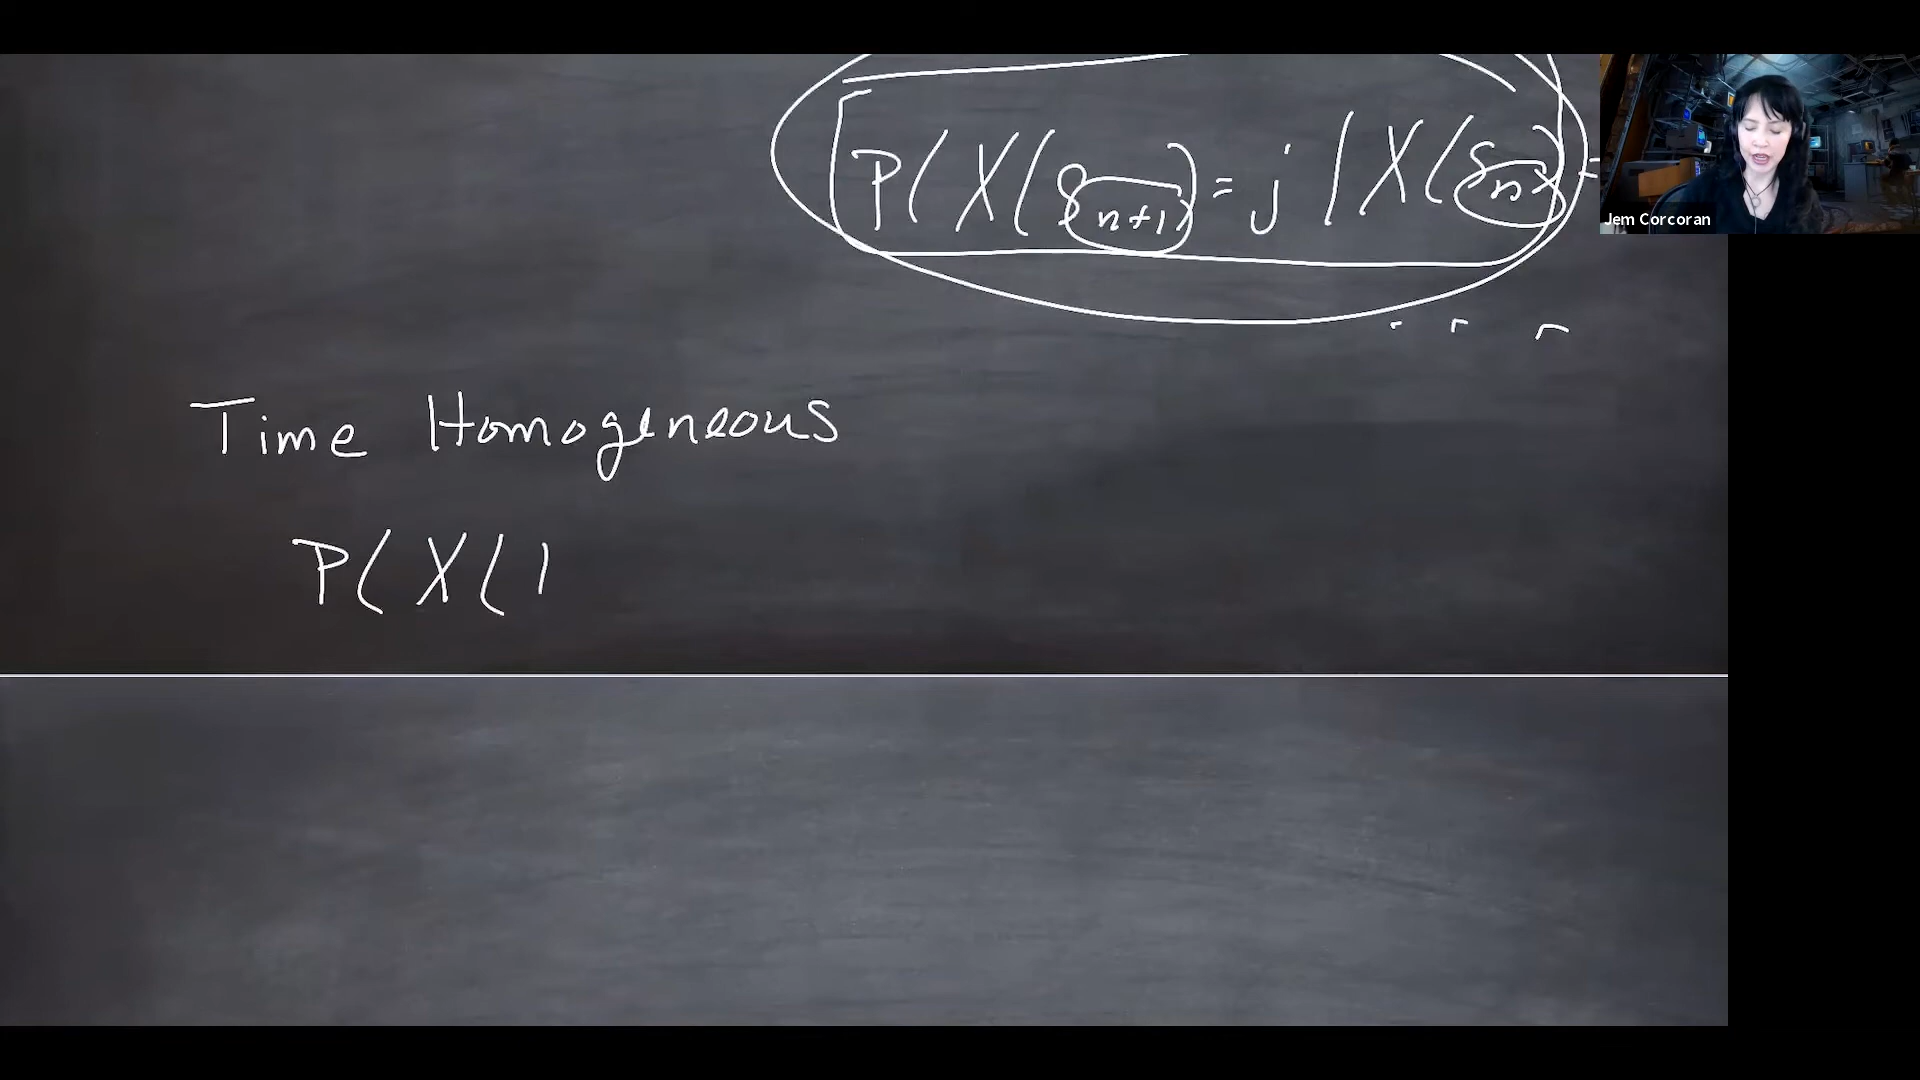 P(X(s_{n+1})=j|X(s_n)=
Jem Corcoran
Time Homogeneous
P(X(1